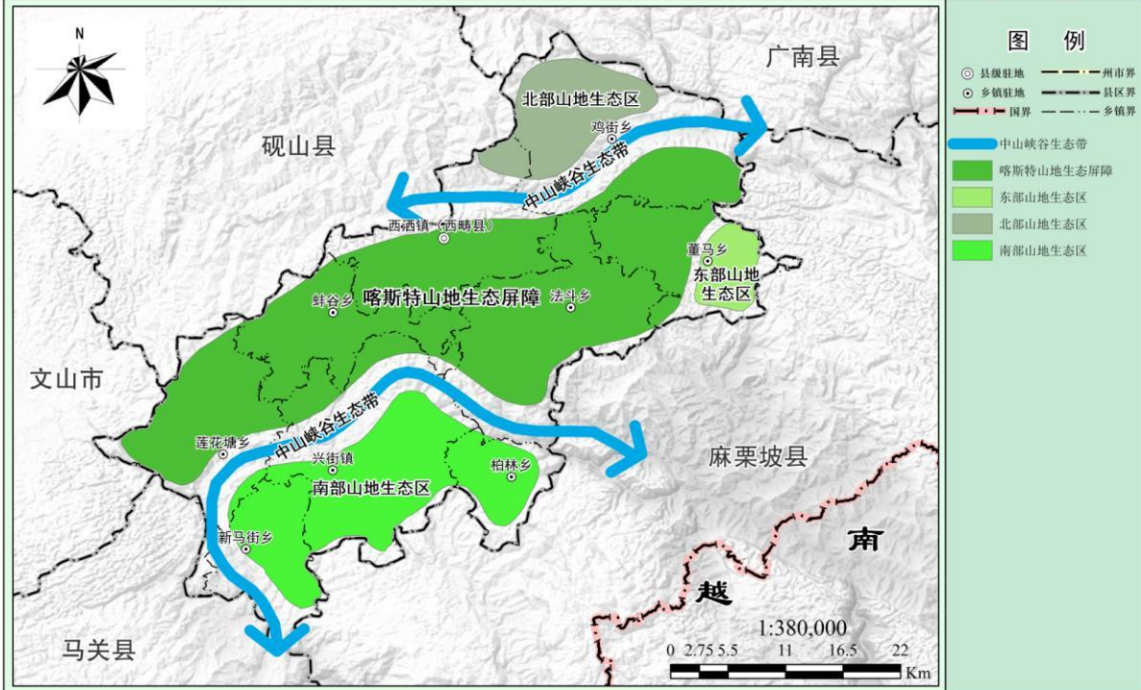 N
广南县
北部山地生态区
鸡街乡
砚山县
中山峡谷生态带
西洒镇（西畴县）
董马乡
东部山地
生态区
蚌谷乡
喀斯特山地生态屏障
法斗乡
文山市
中山峡谷生态带
莲花塘乡
兴街镇
柏林乡
麻栗坡县
南部山地生态区
新马街乡
南
越
马关县
1:380,000
0 2.75 5.5 11 16.5 22
Km
图 例
县级驻地
州市界
乡镇驻地
县区界
国界
乡镇界
中山峡谷生态带
喀斯特山地生态屏障
东部山地生态区
北部山地生态区
南部山地生态区